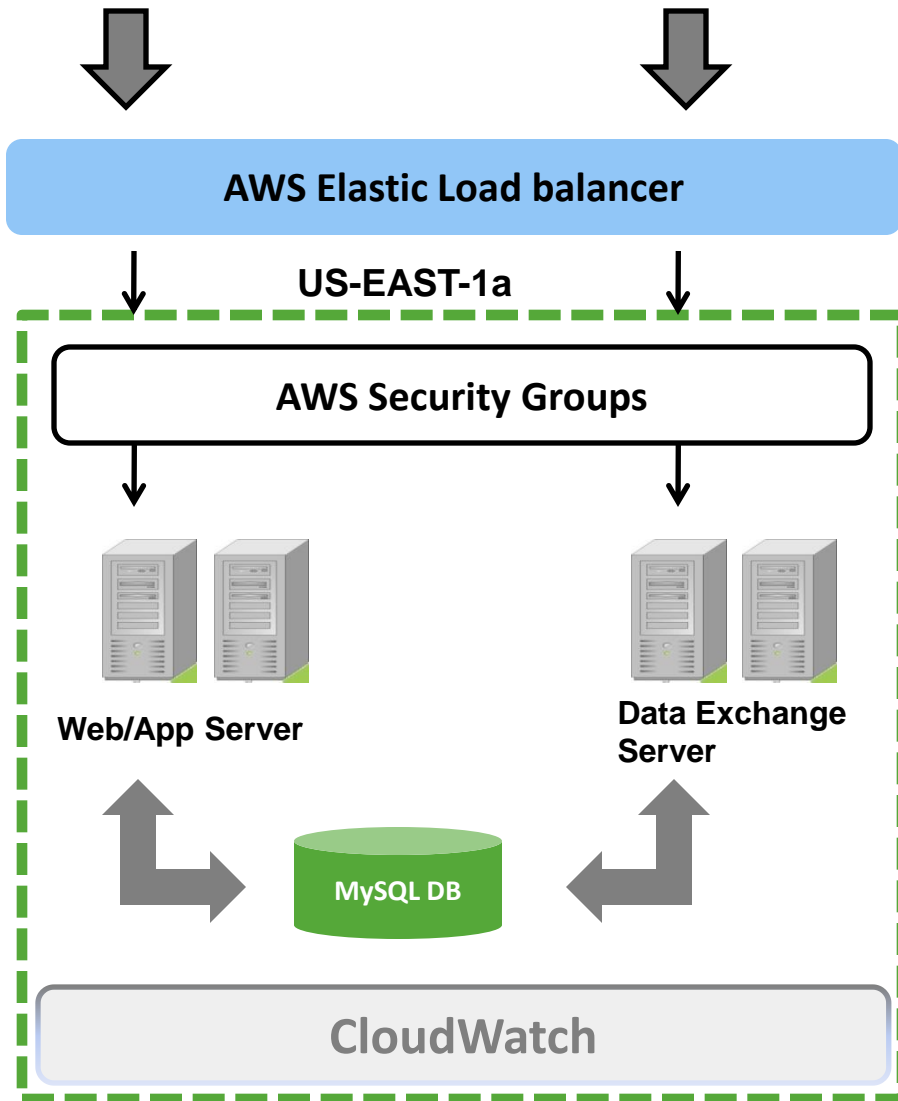 AWS Elastic Load balancer
US-EAST-1a
AWS Security Groups
Web/App Server
Data Exchange
Server
MySQL DB
CloudWatch